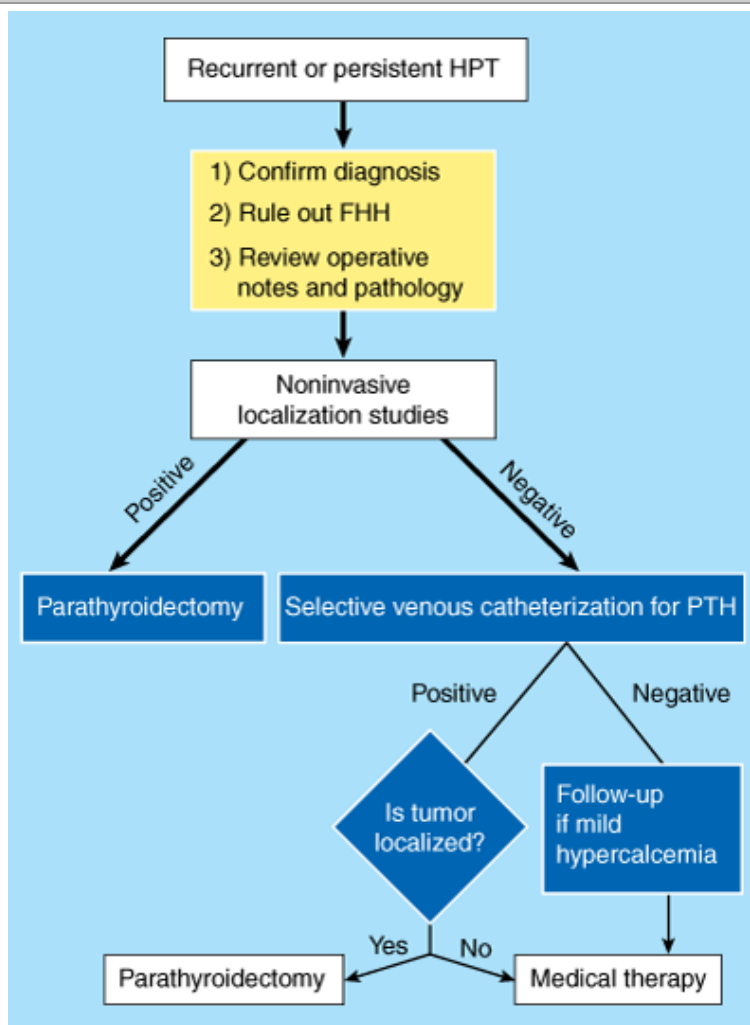 Recurrent or persistent HPT
1) Confirm diagnosis
2) Rule out FHH
3) Review operative
notes and pathology
Noninvasive
localization studies
Positive
Negative
Parathyroidectomy
Selective venous catheterization for PTH
Positive
Negative
Is tumor
localized?
Follow-up
if mild
hypercalcemia
Yes
No
Parathyroidectomy
Medical therapy